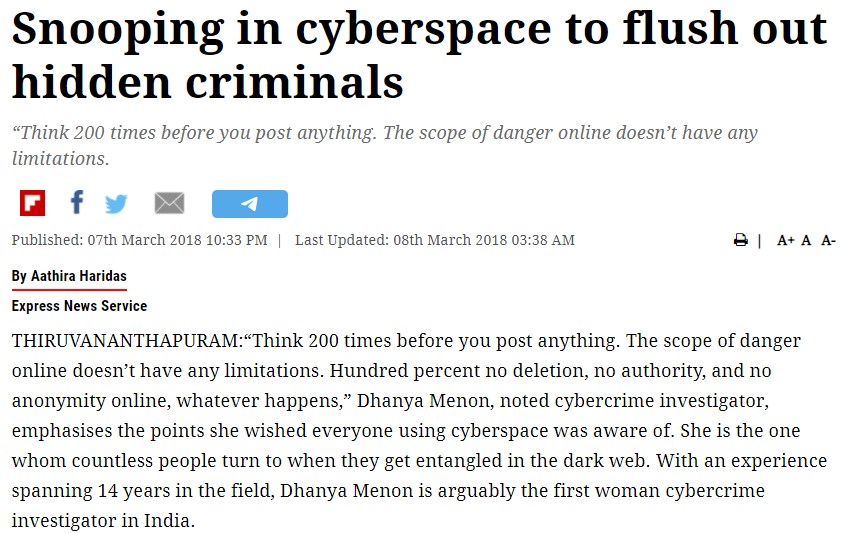 Snooping in cyberspace to flush out
hidden criminals
“Think 200 times before you post anything. The scope of danger online doesn’t have any
limitations.
Published: 07th March 2018 10:33 PM | Last Updated: 08th March 2018 03:38 AM | A+ A A-
By Aathira Haridas
Express News Service
THIRUVANANTHAPURAM:“Think 200 times before you post anything. The scope of danger
online doesn’t have any limitations. Hundred percent no deletion, no authority, and no
anonymity online, whatever happens,” Dhanya Menon, noted cybercrime investigator,
emphasises the points she wished everyone using cyberspace was aware of. She is the one
whom countless people turn to when they get entangled in the dark web. With an experience
spanning 14 years in the field, Dhanya Menon is arguably the first woman cybercrime
investigator in India.